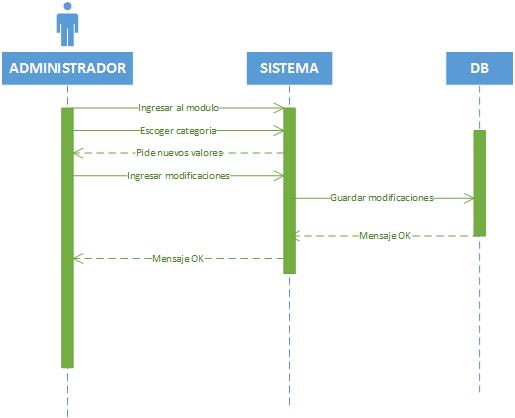 ADMINISTRADOR
SISTEMA
DB
Ingresar al modulo
Escoger categoria
Pide nuevos valores
Ingresar modificaciones
Guardar modificaciones
Mensaje OK
Mensaje OK